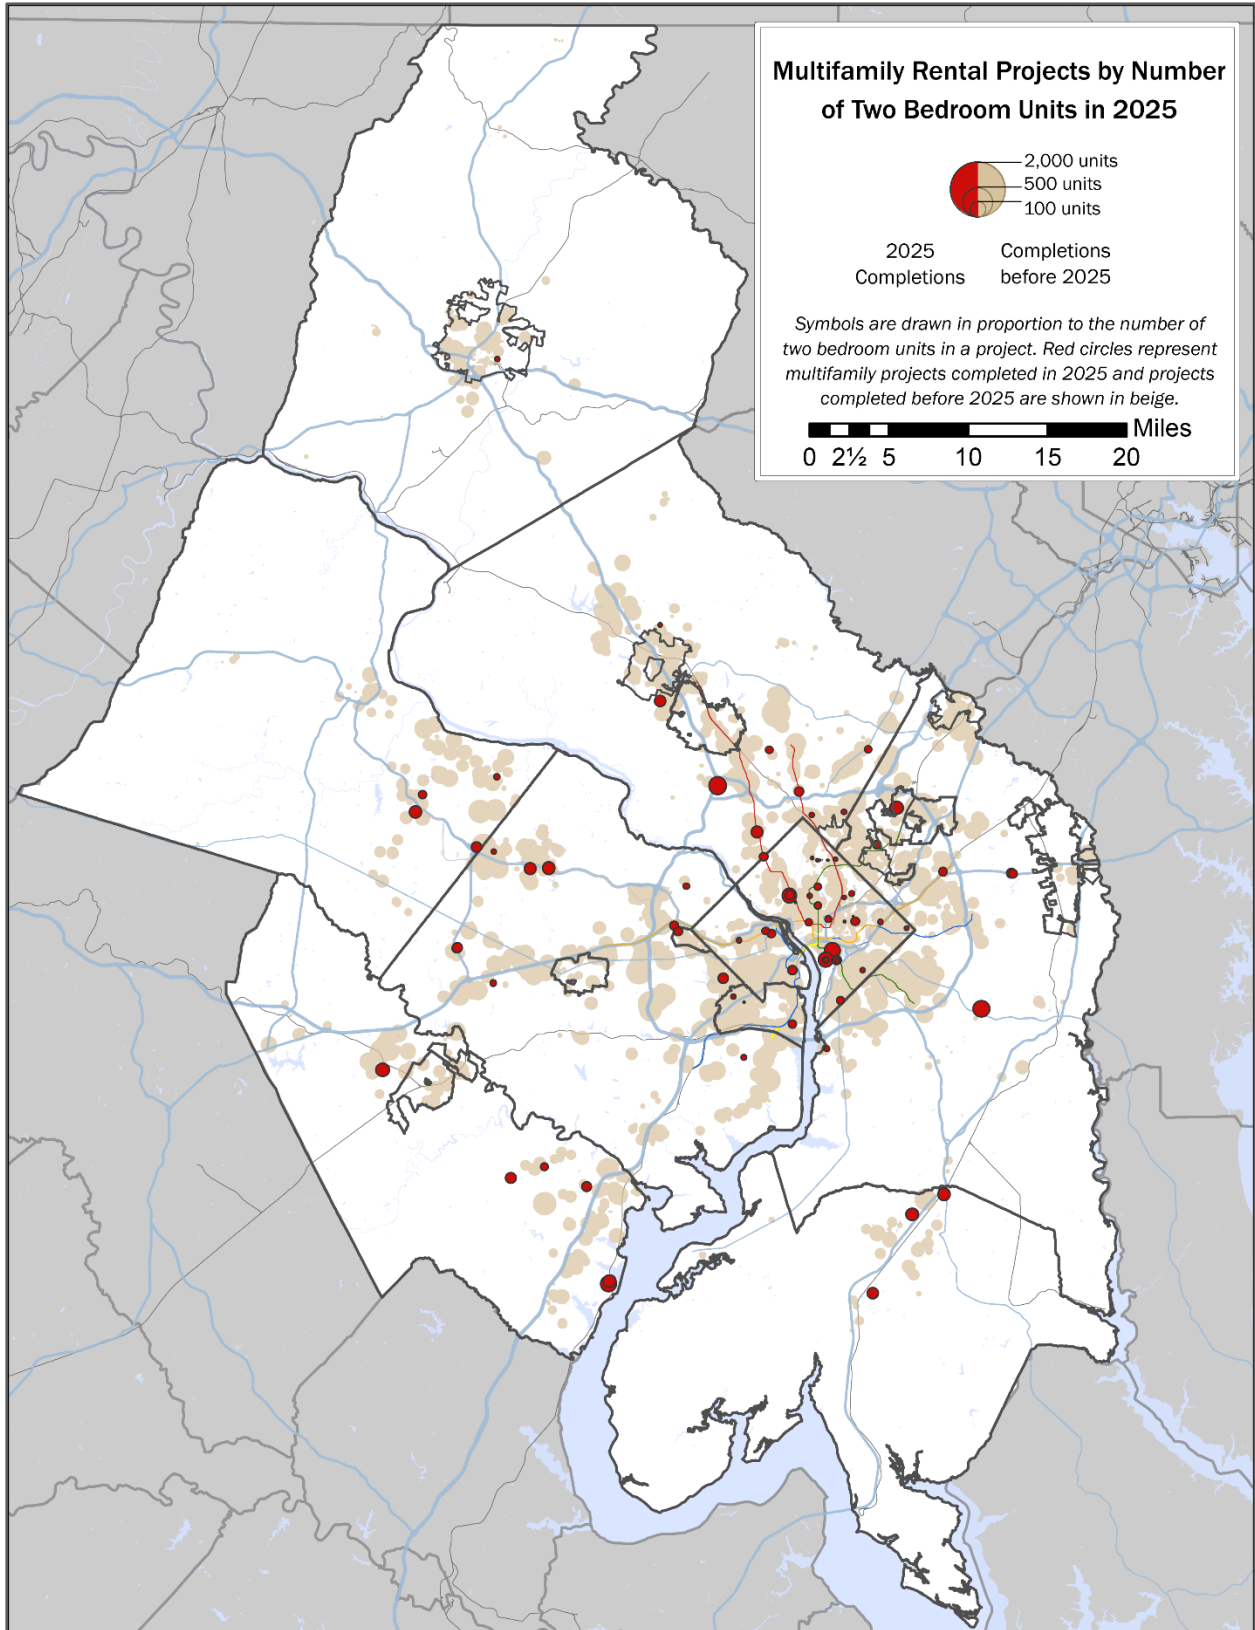 Multifamily Rental Projects by Number
of Two Bedroom Units in 2025
2,000 units
500 units
100 units
2025
Completions
Completions
before 2025
Symbols are drawn in proportion to the number of
two bedroom units in a project. Red circles represent
multifamily projects completed in 2025 and projects
completed before 2025 are shown in beige.
Miles
0 2½ 5 10 15 20